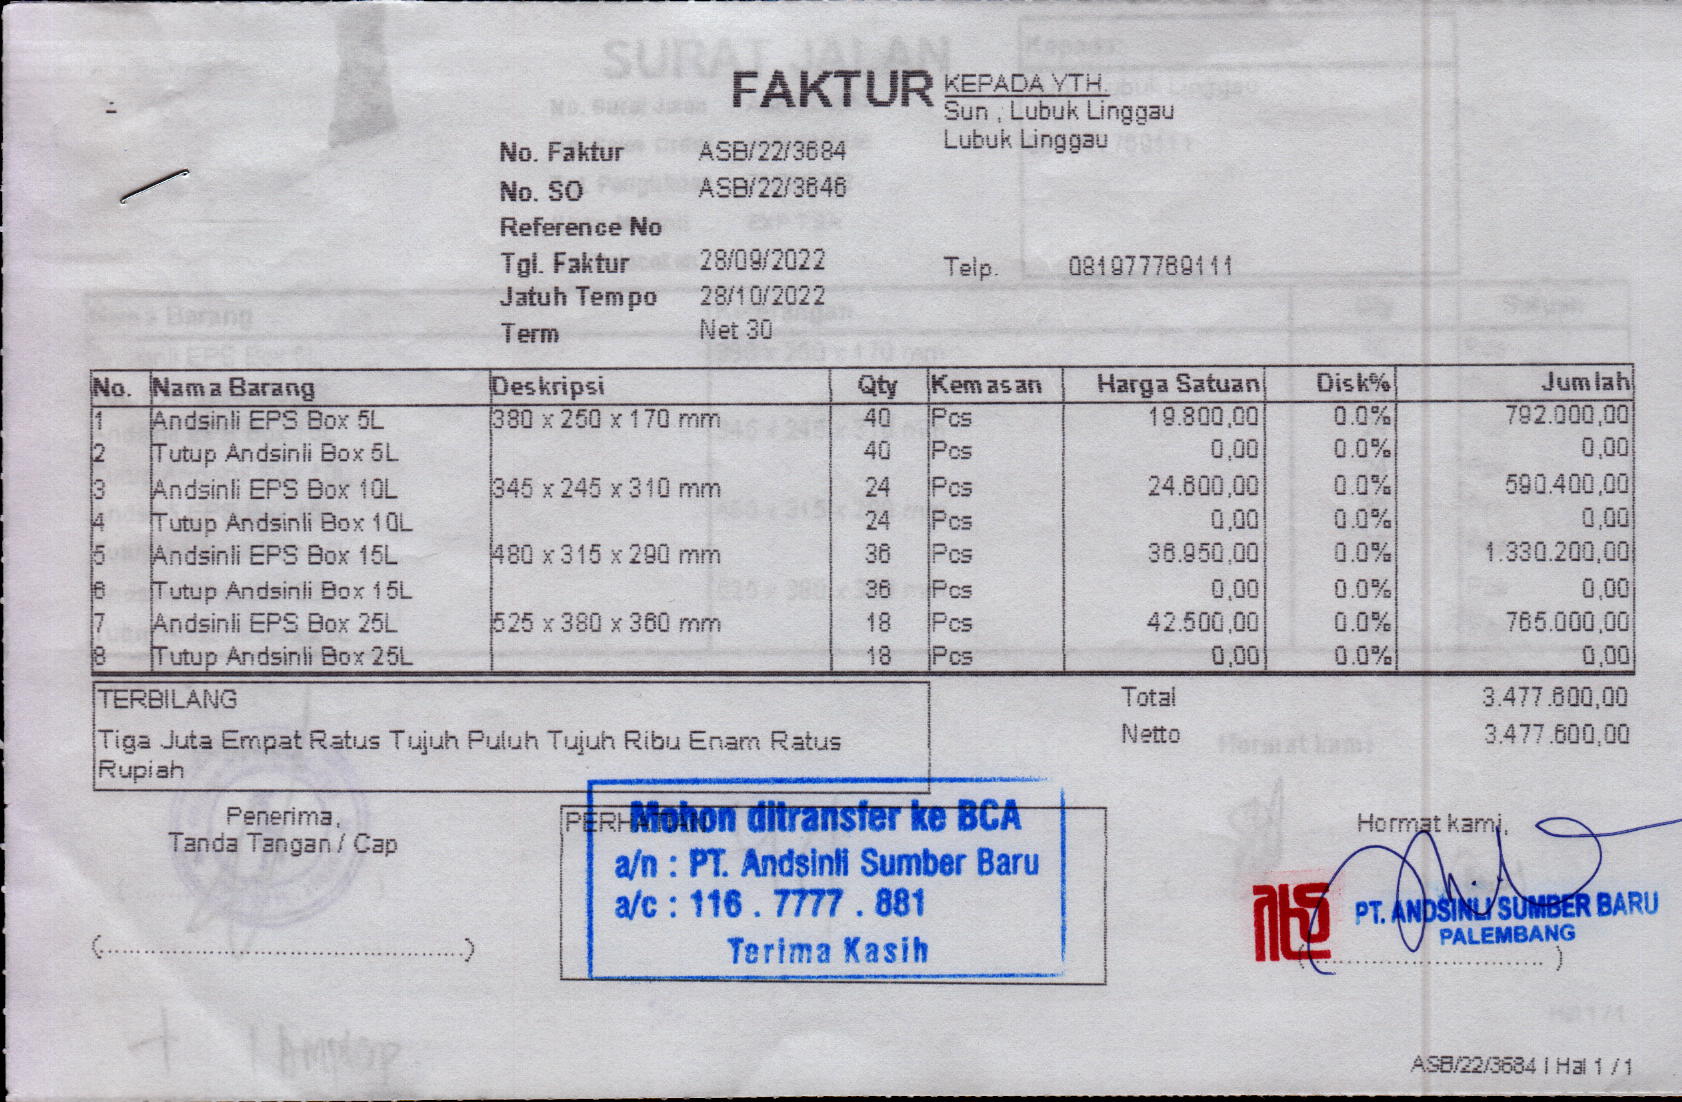 FAKTUR
KEPADA YTH.
Sun , Lubuk Linggau
Lubuk Linggau
No. Faktur ASB/22/3684
No. SO ASB/22/3646
Reference No
Tgl. Faktur 28/09/2022
Telp. 081977789111
Jatuh Tempo 28/10/2022
Term Net 30
No. Nama Barang Deskripsi Qty Kemasan Harga Satuan Disk% Jumlah
1 Andsinli EPS Box 5L 380 x 250 x 170 mm 40 Pcs 19.800,00 0.0% 792.000,00
2 Tutup Andsinli Box 5L 40 Pcs 0,00 0.0% 0,00
3 Andsinli EPS Box 10L 345 x 245 x 310 mm 24 Pcs 24.600,00 0.0% 590.400,00
4 Tutup Andsinli Box 10L 24 Pcs 0,00 0.0% 0,00
5 Andsinli EPS Box 15L 480 x 315 x 290 mm 36 Pcs 36.950,00 0.0% 1.330.200,00
6 Tutup Andsinli Box 15L 36 Pcs 0,00 0.0% 0,00
7 Andsinli EPS Box 25L 525 x 380 x 360 mm 18 Pcs 42.500,00 0.0% 765.000,00
8 Tutup Andsinli Box 25L 18 Pcs 0,00 0.0% 0,00
TERBILANG
Tiga Juta Empat Ratus Tujuh Puluh Tujuh Ribu Enam Ratus
Rupiah
Total 3.477.600,00
Netto 3.477.600,00
Penerima,
Tanda Tangan / Cap
PERHATIAN
Mohon ditransfer ke BCA
a/n : PT. Andsinli Sumber Baru
a/c : 116 . 7777 . 881
Terima Kasih
Hormat kami,
PT. ANDSINLI SUMBER BARU
PALEMBANG
ASB/22/3684 | Hal 1 / 1